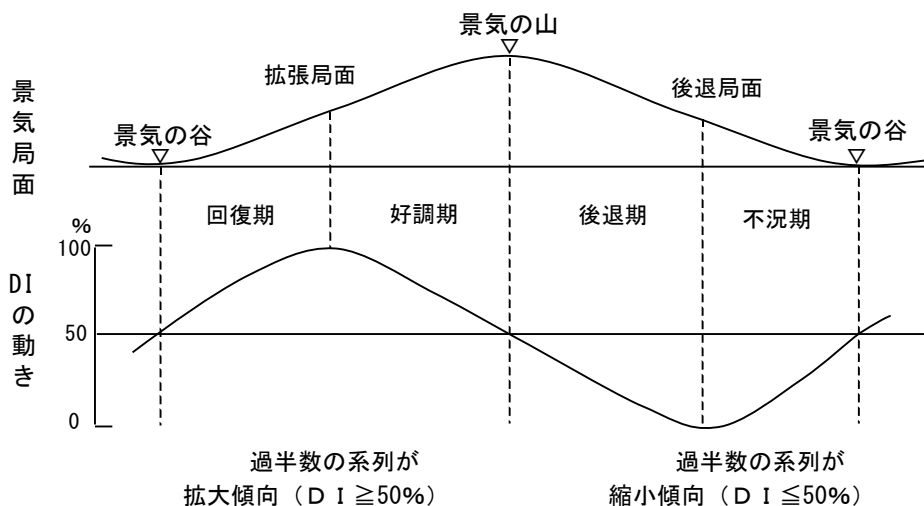 景気の山
拡張局面
後退局面
景気の谷
景気の谷
景気局面
回復期
好調期
後退期
不況期
%
100
DIの動き
50
0
過半数の系列が
拡大傾向(ＤＩ≧50%)
過半数の系列が
縮小傾向(ＤＩ≦50%)